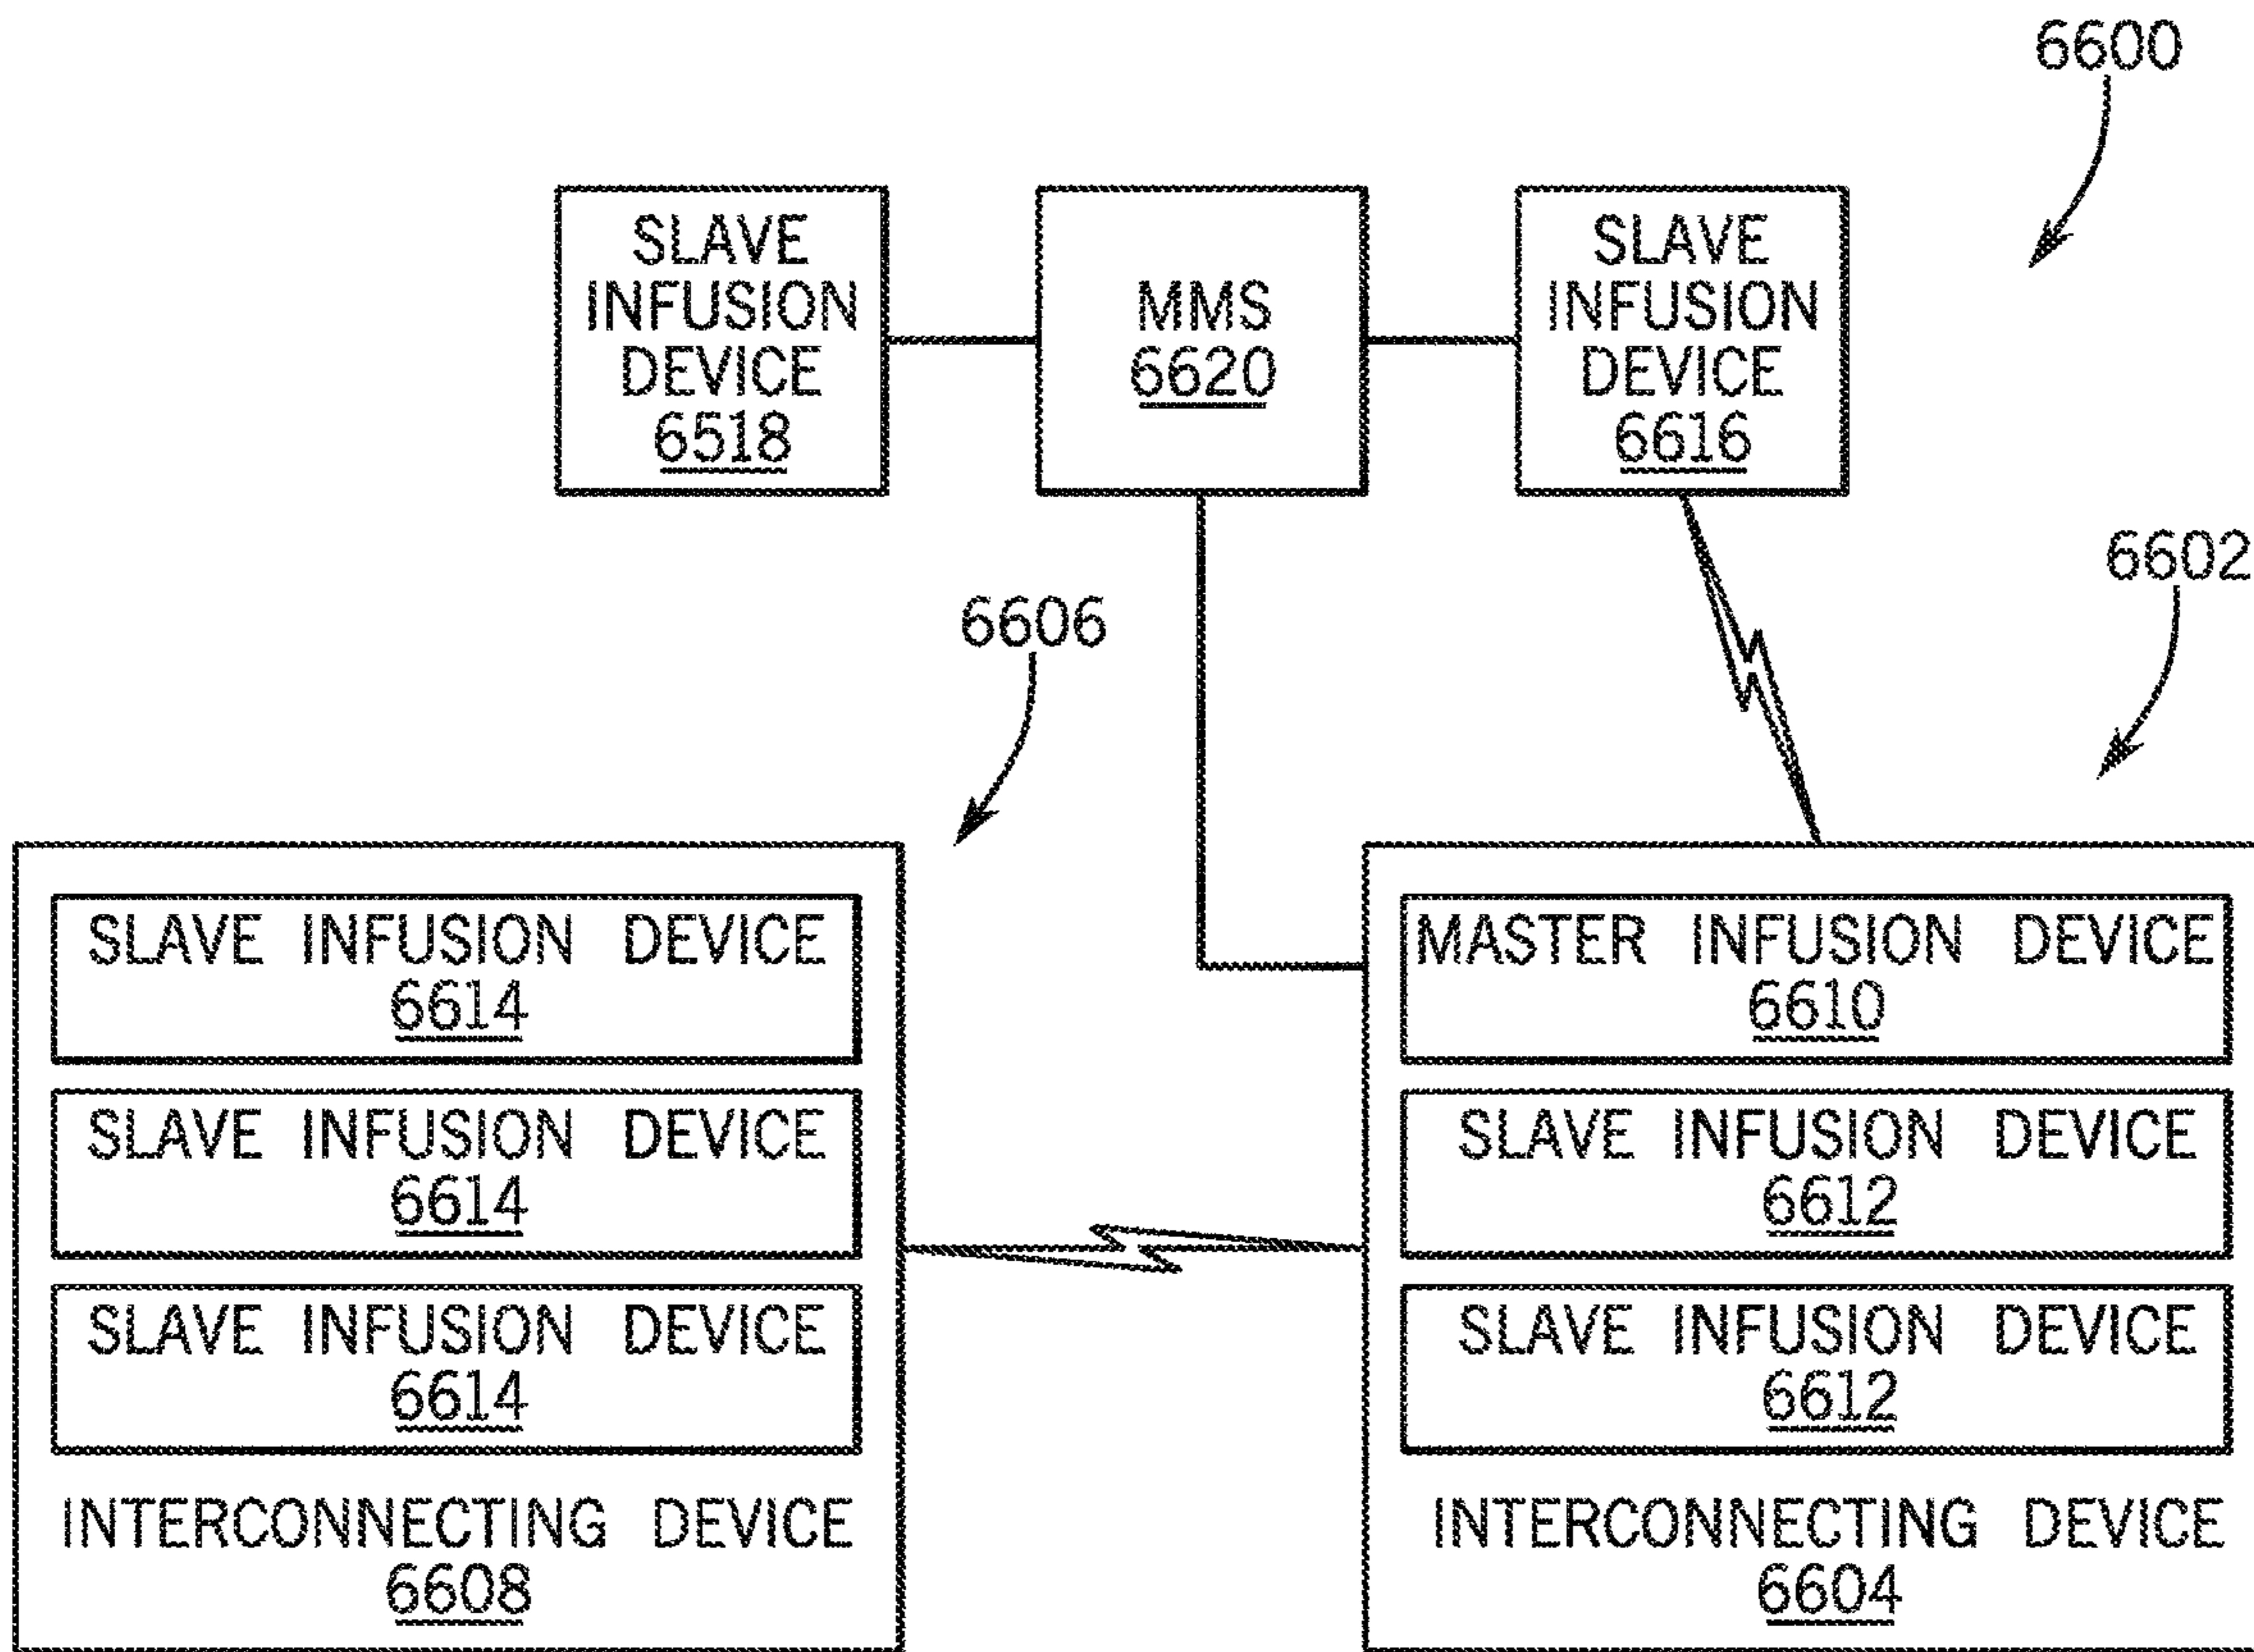 6600
SLAVE
INFUSION
DEVICE
6518
MMS
6620
SLAVE
INFUSION
DEVICE
6616
6602
6606
SLAVE INFUSION DEVICE
6614
SLAVE INFUSION DEVICE
6614
SLAVE INFUSION DEVICE
6614
INTERCONNECTING DEVICE
6608
MASTER INFUSION DEVICE
6610
SLAVE INFUSION DEVICE
6612
SLAVE INFUSION DEVICE
6612
INTERCONNECTING DEVICE
6604